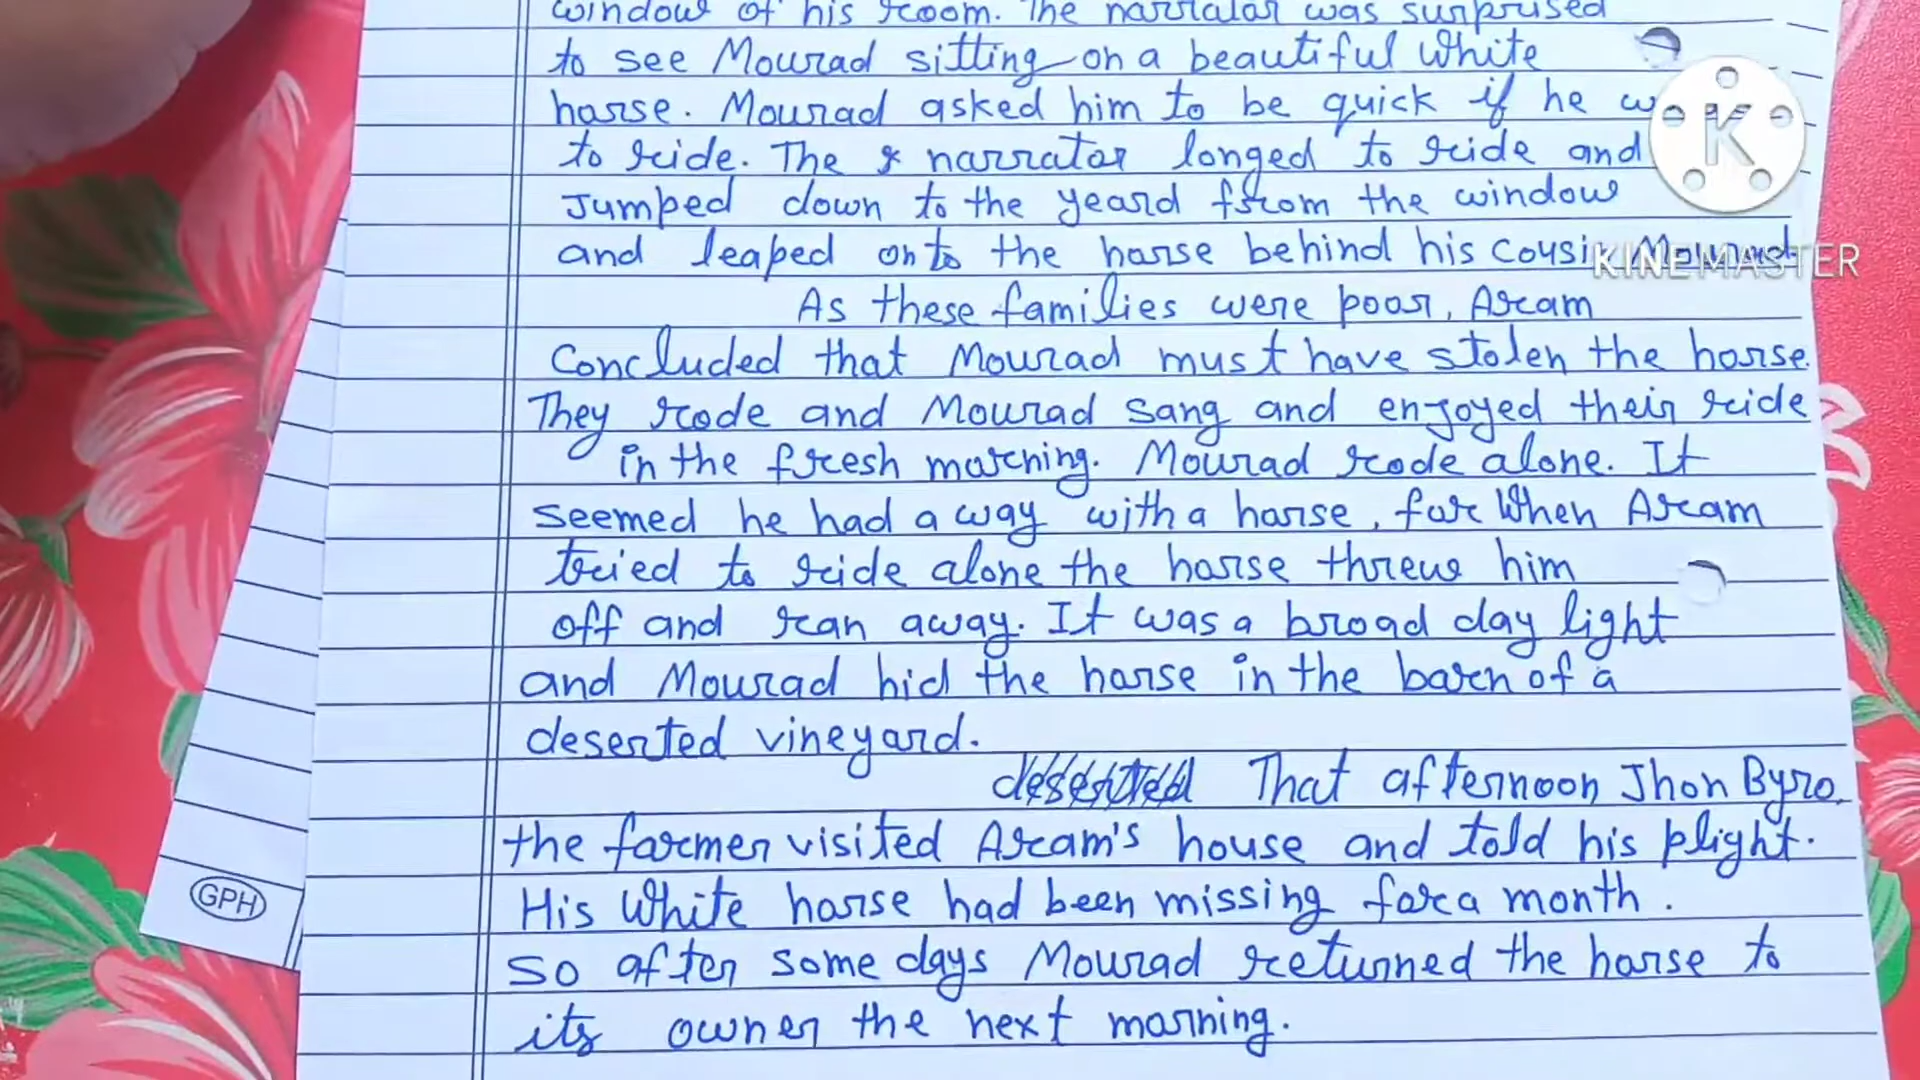 window of his room. The narrator was surprised
to see Mourad sitting on a beautiful white
horse. Mourad asked him to be quick if he
to ride. The narrator longed to ride and
Jumped down to the yeard from the window
and leaped onto the horse behind his cousin Mourad
As these families were poor, Aram
Concluded that Mourad must have stolen the horse.
They rode and Mourad sang and enjoyed their ride
in the fresh morning. Mourad rode alone. It
seemed he had a way with a horse, for when Aram
tried to ride alone the horse threw him
off and ran away. It was a broad day light
and Mourad hid the horse in the barn of a
deserted vineyard.
deserted That afternoon Jhon Byro,
the farmer visited Aram's house and told his plight.
His white horse had been missing for a month.
So after some days Mourad returned the horse to
its owner the next morning.
GPH
K
KINEMASTER